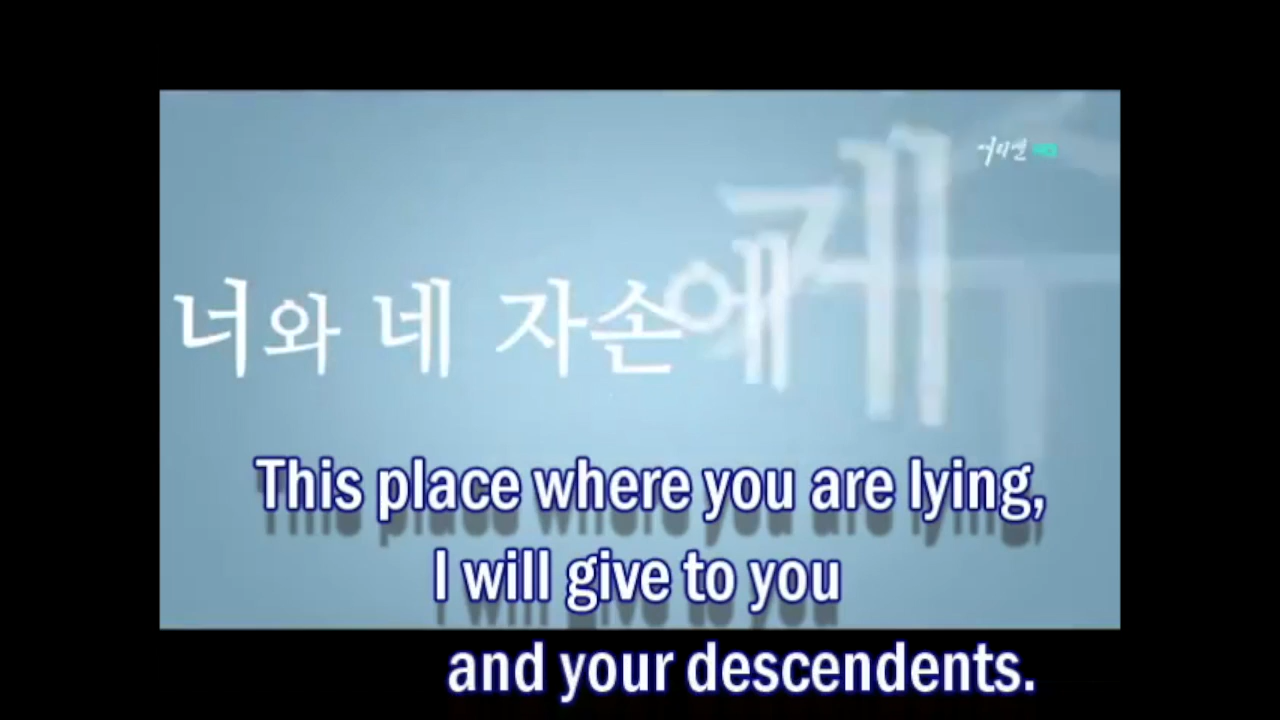 너와 네 자손에게 주
This place where you are lying,
I will give to you
and your descendents.